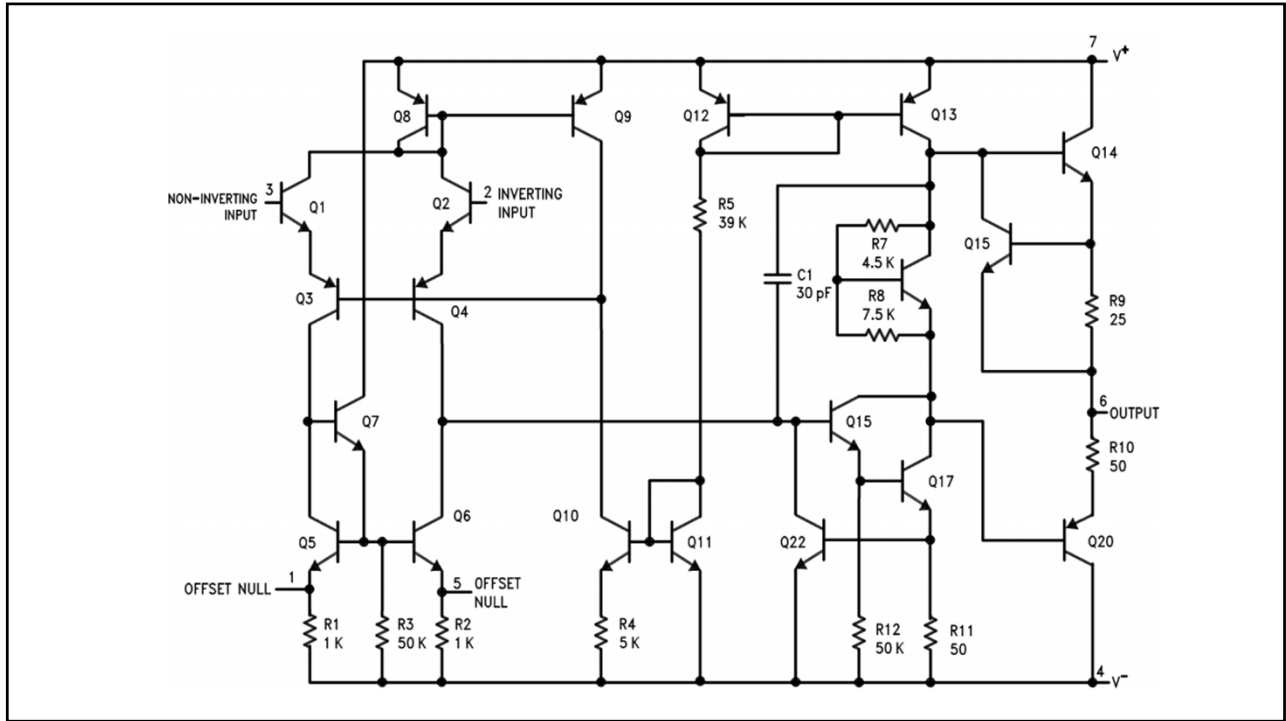 7
V+
Q8
Q9
Q12
Q13
Q14
3
NON-INVERTING
INPUT
Q1
Q2
2 INVERTING
INPUT
R5
39 K
R7
4.5 K
Q15
C1
30 pF
R8
7.5 K
Q3
Q4
R9
25
6
OUTPUT
Q7
Q15
R10
50
Q17
Q5
Q6
Q10
Q11
Q22
Q20
OFFSET NULL
1
5 OFFSET
NULL
R1
1 K
R3
50 K
R2
1 K
R4
5 K
R12
50 K
R11
50
4
V-